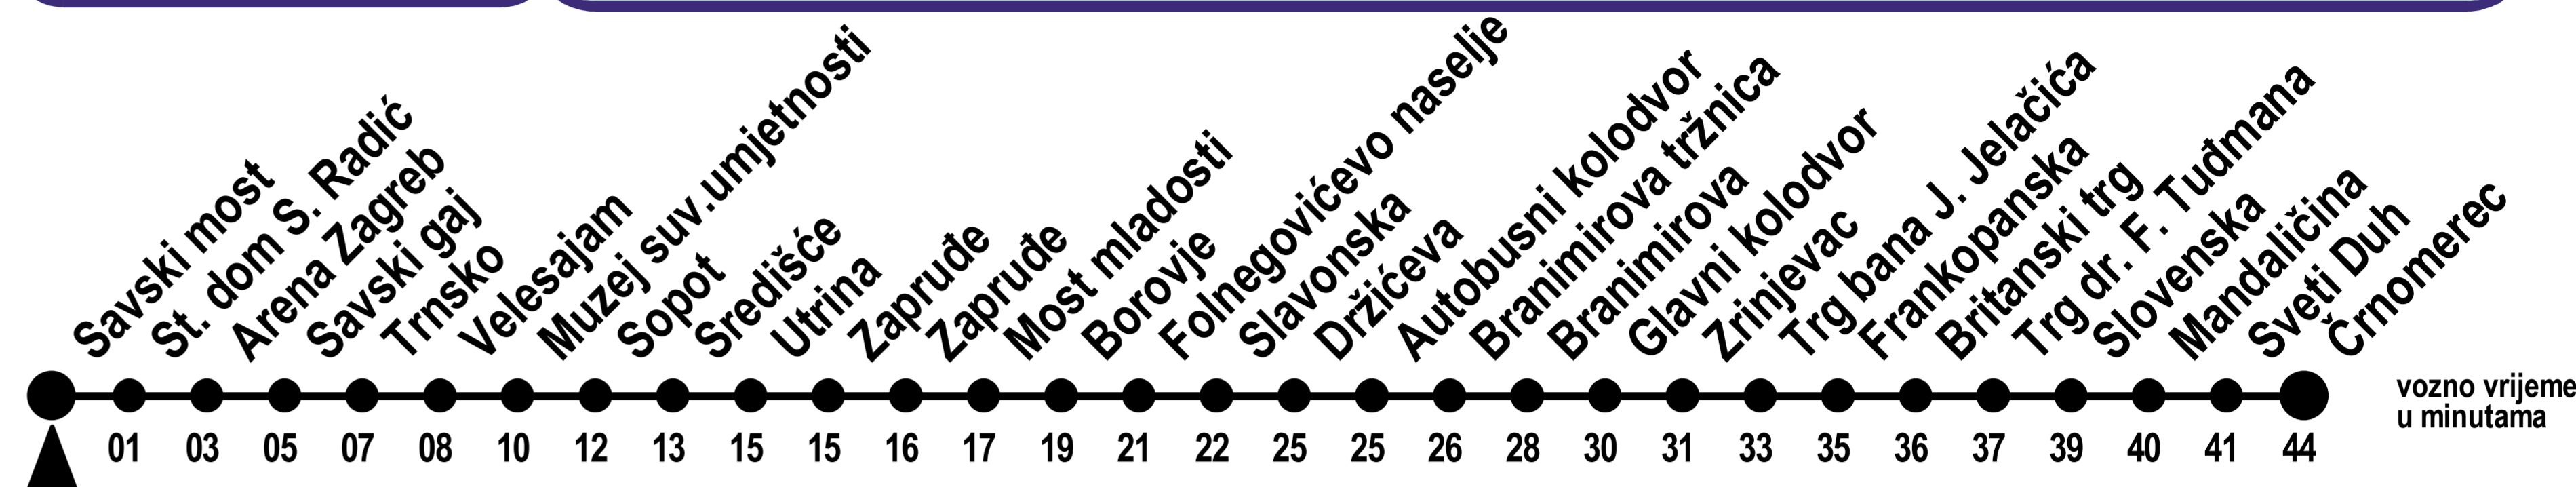 Savski most
St. dom S. Radić
Arena Zagreb
Savski gaj
Trnsko
Velesajam
Muzej suv.umjetnosti
Sopot
Središće
Utrina
Zapruđe
Zapruđe
Most mladosti
Borovje
Folnegovićevo naselje
Slavonska
Držićeva
Autobusni kolodvor
Branimirova tržnica
Branimirova
Glavni kolodvor
Zrinjevac
Trg bana J. Jelačića
Frankopanska
Britanski trg
Trg dr. F. Tuđmana
Slovenska
Mandaličina
Sveti Duh
Črnomerec
01 03 05 07 08 10 12 13 15 15 16 17 19 21 22 25 25 26 28 30 31 33 35 36 37 39 40 41 44
vozno vrijeme
u minutama